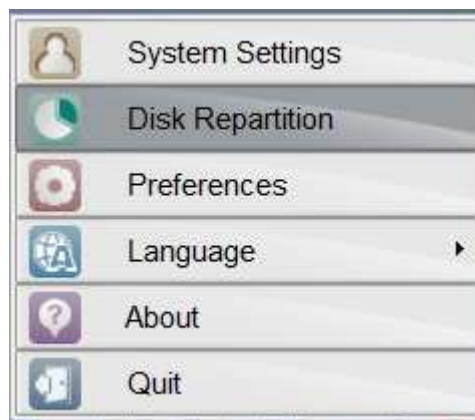 System Settings
Disk Repartition
Preferences
Language
About
Quit